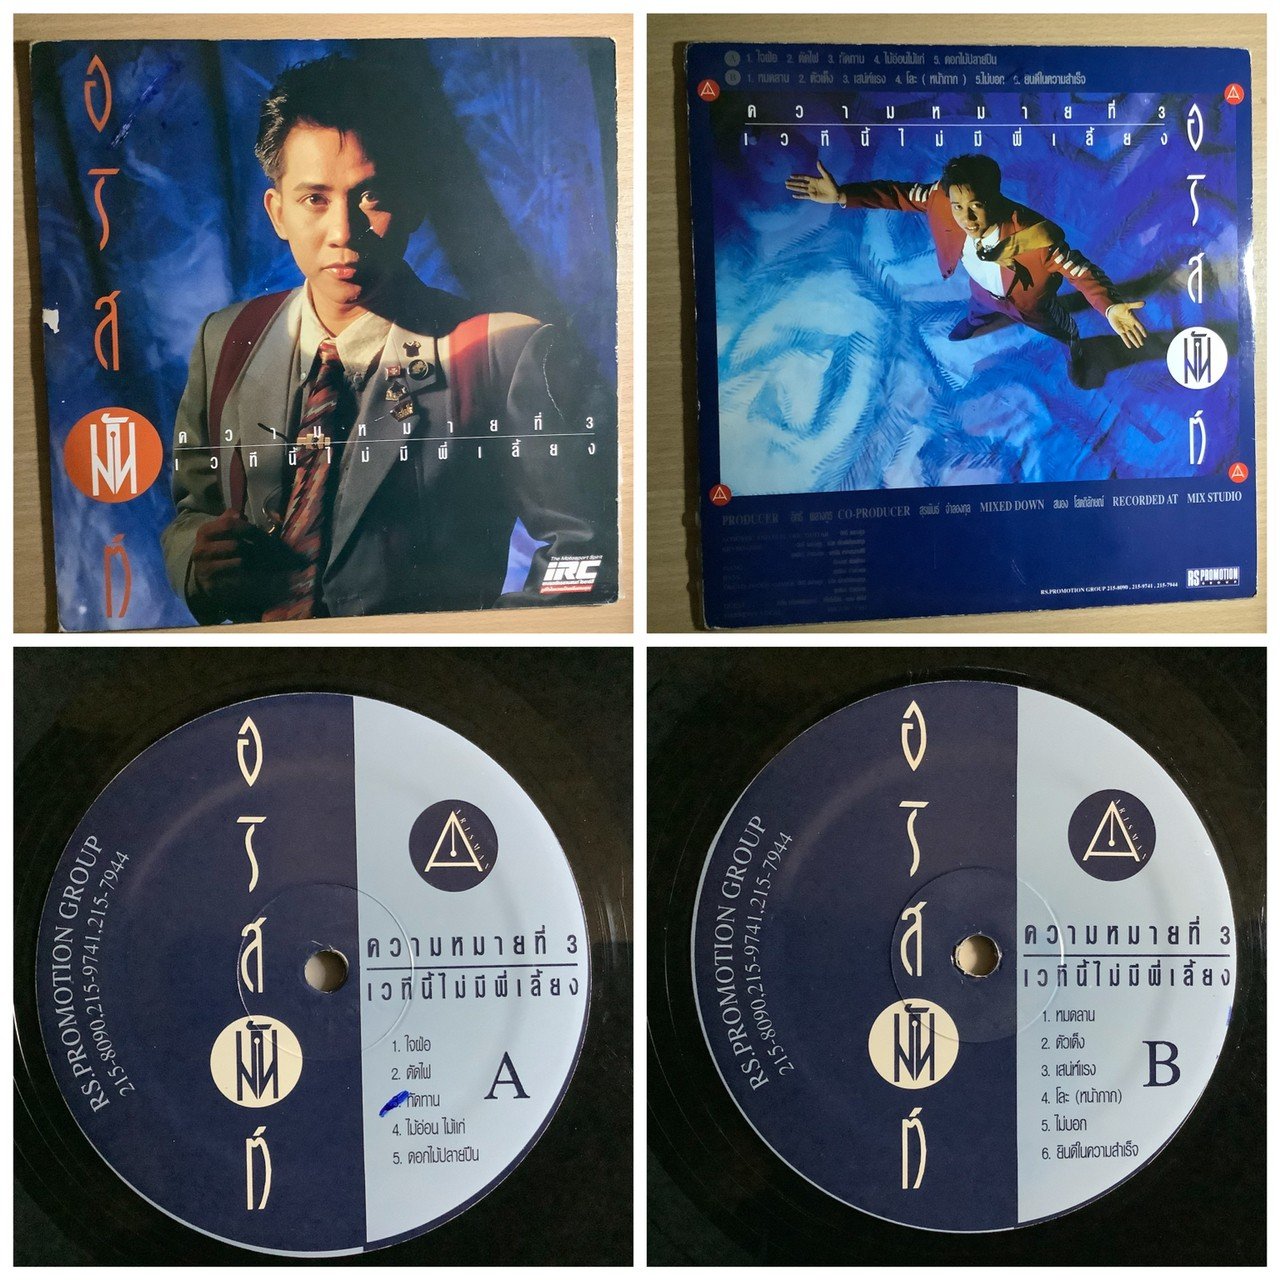 อริสมันต์
ความหมายที่ 3
เวทีนี้ไม่มีพี่เลี้ยง
The Motorsport Spirit
IRC
A 1. ใจฝ่อ 2. ตัดไฟ 3. ทัดทาน 4. ไม้อ่อนไม้แก่ 5. ดอกไม้ปลายปืน
B 1. หมดลาน 2. ตัวเต็ง 3. เสน่ห์แรง 4. โละ (หน้ากาก) 5. ไม่บอก 6. ยินดีในความสำเร็จ
ความหมายที่ 3
เวทีนี้ไม่มีพี่เลี้ยง
อริสมันต์
PRODUCER CO-PRODUCER MIXED DOWN RECORDED AT MIX STUDIO
RS PROMOTION
GROUP
RS.PROMOTION GROUP 215-8090, 215-9741, 215-7944
อริสมันต์
RS.PROMOTION GROUP
215-8090,215-9741,215-7944
ARISMAN
ความหมายที่ 3
เวทีนี้ไม่มีพี่เลี้ยง
1. ใจฝ่อ
2. ตัดไฟ
3. ทัดทาน
4. ไม้อ่อน ไม้แก่
5. ดอกไม้ปลายปืน
A
อริสมันต์
RS.PROMOTION GROUP
215-8090,215-9741,215-7944
ARISMAN
ความหมายที่ 3
เวทีนี้ไม่มีพี่เลี้ยง
1. หมดลาน
2. ตัวเต็ง
3. เสน่ห์แรง
4. โละ (หน้ากาก)
5. ไม่บอก
6. ยินดีในความสำเร็จ
B